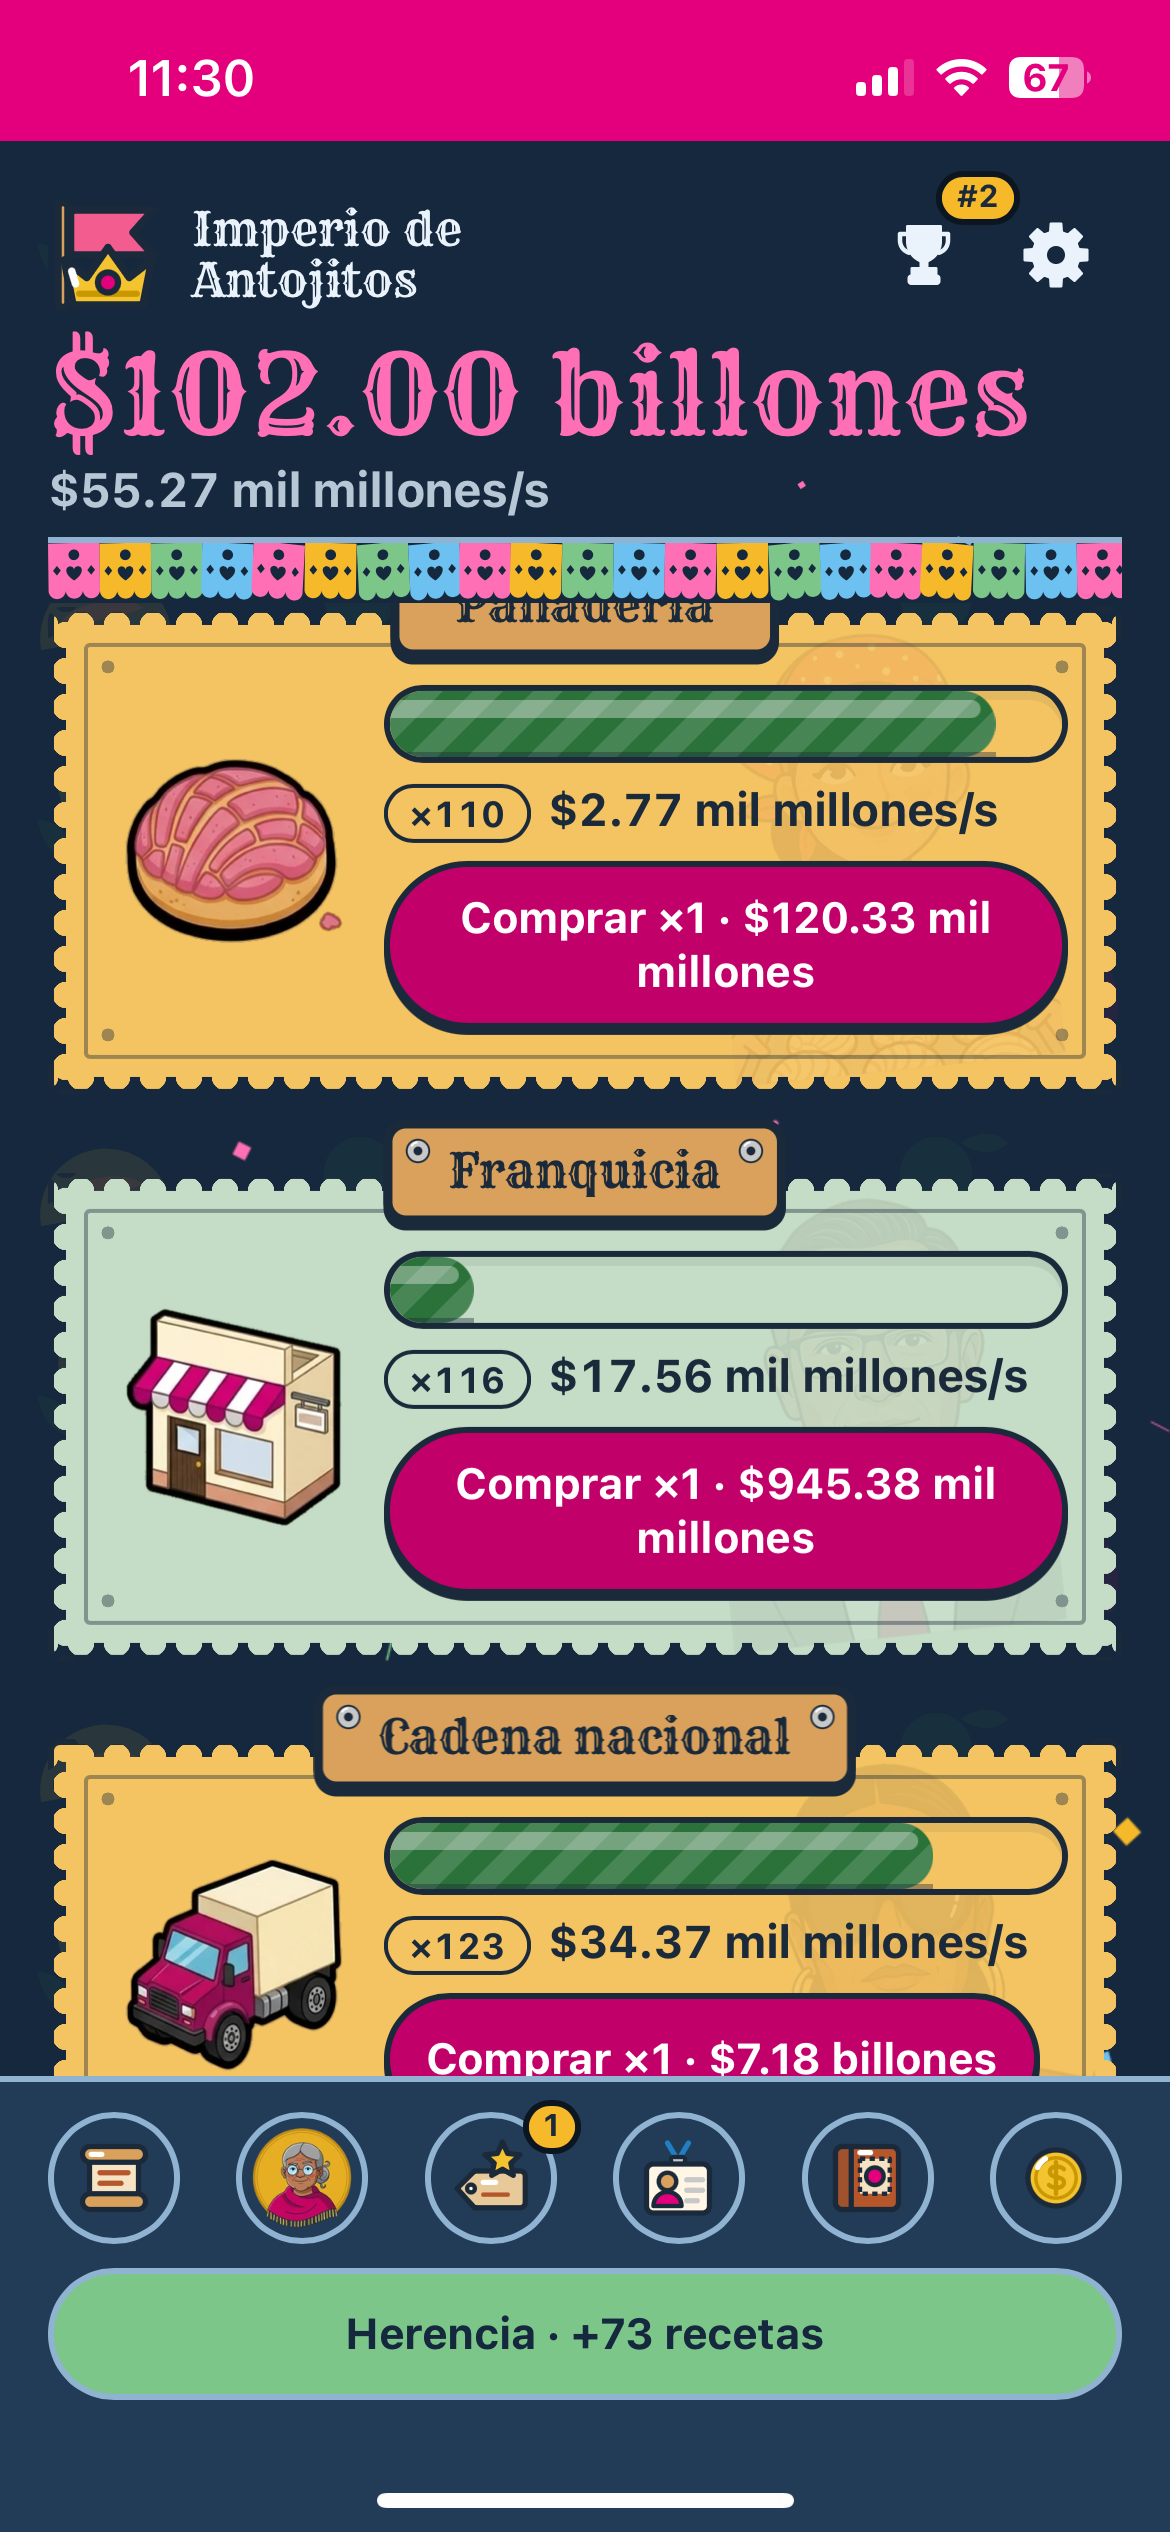 11:30
67
#2
Imperio de
Antojitos
$102.00 billones
$55.27 mil millones/s
Panadería
×110
$2.77 mil millones/s
Comprar ×1 · $120.33 mil
millones
Franquicia
×116
$17.56 mil millones/s
Comprar ×1 · $945.38 mil
millones
Cadena nacional
×123
$34.37 mil millones/s
Comprar ×1 · $7.18 billones
1
Herencia · +73 recetas